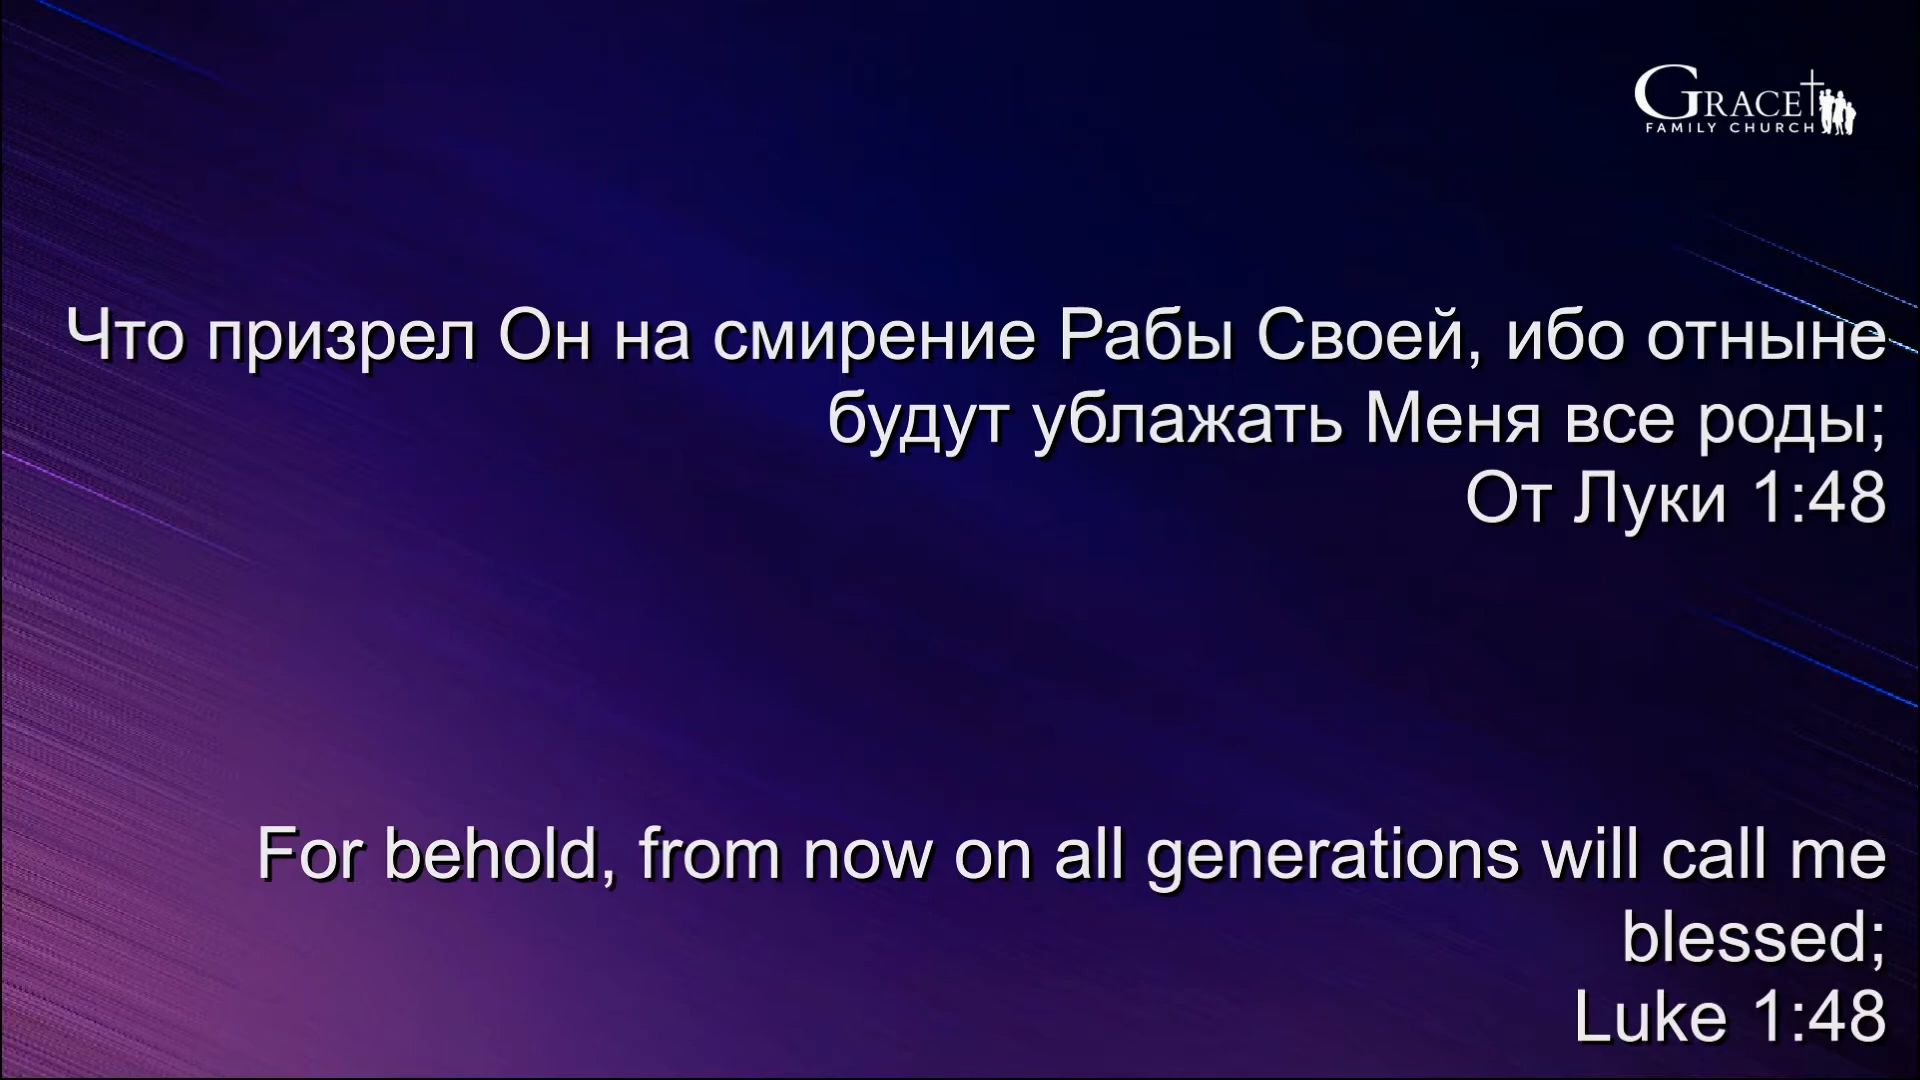 GRACE
FAMILY CHURCH
Что призрел Он на смирение Рабы Своей, ибо отныне
будут ублажать Меня все роды;
От Луки 1:48
For behold, from now on all generations will call me
blessed;
Luke 1:48